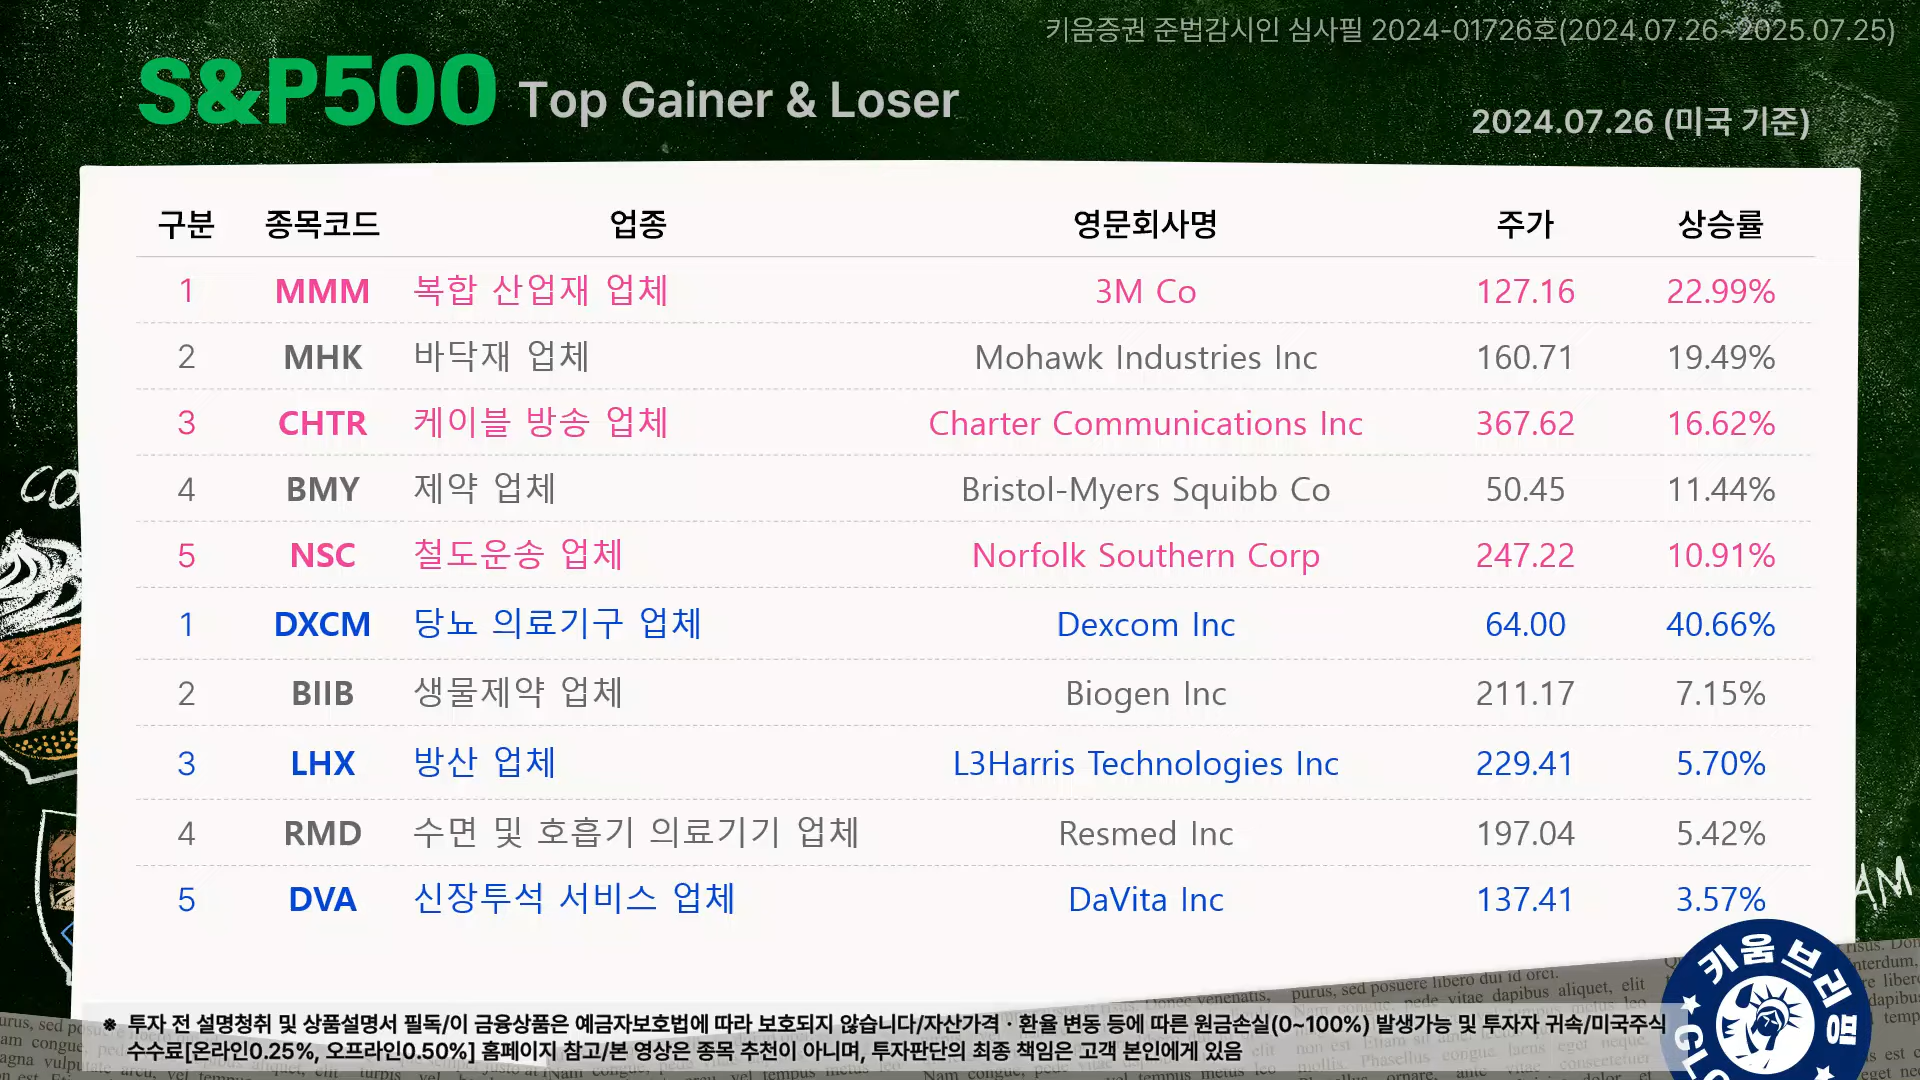 키움증권 준법감시인 심사필 2024-01726호(2024.07.26~2025.07.25)
S&P500 Top Gainer & Loser
2024.07.26 (미국 기준)
구분 종목코드 업종 영문회사명 주가 상승률
1 MMM 복합 산업재 업체 3M Co 127.16 22.99%
2 MHK 바닥재 업체 Mohawk Industries Inc 160.71 19.49%
3 CHTR 케이블 방송 업체 Charter Communications Inc 367.62 16.62%
4 BMY 제약 업체 Bristol-Myers Squibb Co 50.45 11.44%
5 NSC 철도운송 업체 Norfolk Southern Corp 247.22 10.91%
1 DXCM 당뇨 의료기구 업체 Dexcom Inc 64.00 40.66%
2 BIIB 생물제약 업체 Biogen Inc 211.17 7.15%
3 LHX 방산 업체 L3Harris Technologies Inc 229.41 5.70%
4 RMD 수면 및 호흡기 의료기기 업체 Resmed Inc 197.04 5.42%
5 DVA 신장투석 서비스 업체 DaVita Inc 137.41 3.57%
키움브리핑
※ 투자 전 설명청취 및 상품설명서 필독/이 금융상품은 예금자보호법에 따라 보호되지 않습니다/자산가격 · 환율 변동 등에 따른 원금손실(0~100%) 발생가능 및 투자자 귀속/미국주식
수수료[온라인0.25%, 오프라인0.50%] 홈페이지 참고/본 영상은 종목 추천이 아니며, 투자판단의 최종 책임은 고객 본인에게 있음